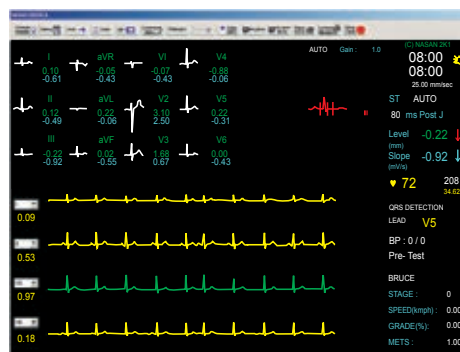 I aVR VI V4
0.10 -0.05 -0.07 -0.88
-0.61 -0.43 -0.43 -0.06
II aVL V2 V5
0.12 0.22 3.10 0.22
-0.49 -0.06 2.50 -0.31
III aVF V3 V6
-0.22 0.02 1.68 0.00
-0.92 -0.55 0.67 -0.43
AUTO Gain : 1.0
(C) NASAN 2K1
08:00
08:00
25.00 mm/sec
ST AUTO
80 ms Post J
Level -0.22
(mm)
Slope -0.92
(mV/s)
72 208
34.62
QRS DETECTION
LEAD V5
BP : 0 / 0
Pre- Test
BRUCE
STAGE : 0
SPEED(kmph) : 0.00
GRADE(%): 0.00
METS : 1.00
0.09
0.53
0.97
0.18